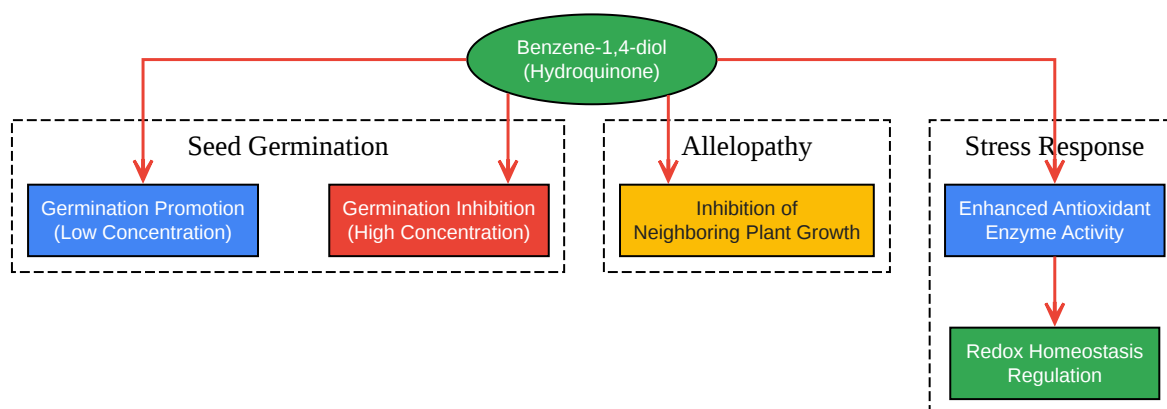 Benzene-1,4-diol
(Hydroquinone)
Seed Germination
Allelopathy
Stress Response
Germination Promotion
(Low Concentration)
Germination Inhibition
(High Concentration)
Inhibition of
Neighboring Plant Growth
Enhanced Antioxidant
Enzyme Activity
Redox Homeostasis
Regulation